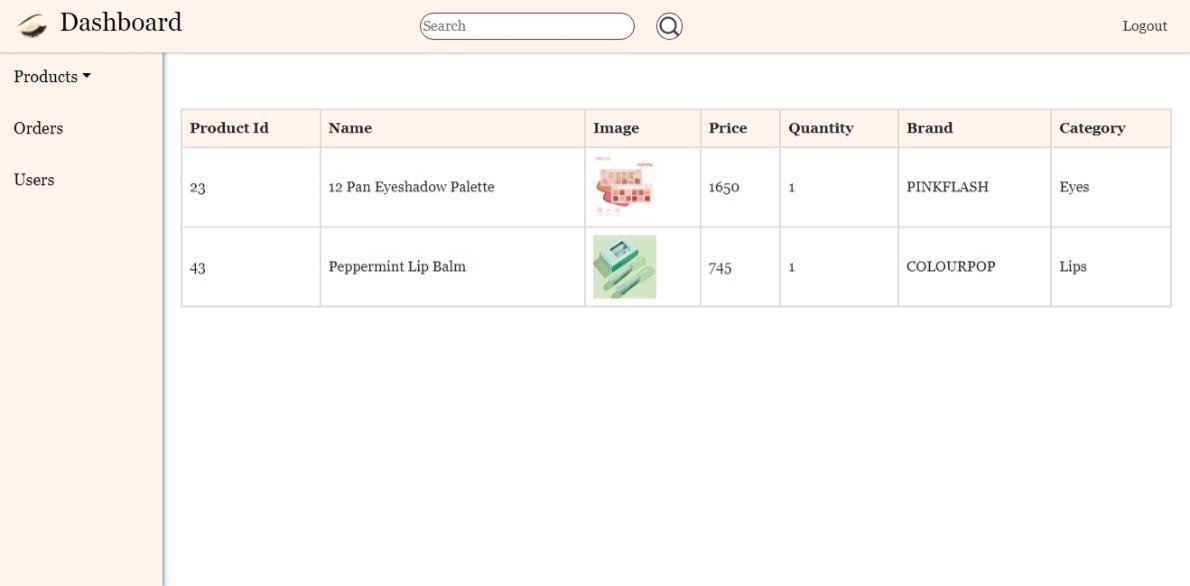 Dashboard
Search
Logout
Products
Orders
Users
Product Id Name Image Price Quantity Brand Category
23 12 Pan Eyeshadow Palette 1650 1 PINKFLASH Eyes
43 Peppermint Lip Balm 745 1 COLOURPOP Lips